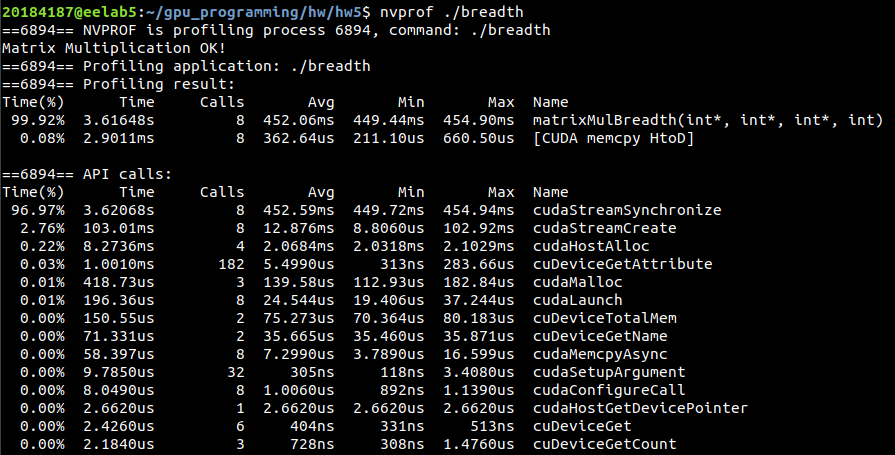 20184187@eelab5:~/gpu_programming/hw/hw5$ nvprof ./breadth
==6894== NVPROF is profiling process 6894, command: ./breadth
Matrix Multiplication OK!
==6894== Profiling application: ./breadth
==6894== Profiling result:
Time(%)      Time     Calls       Avg       Min       Max  Name
 99.92%  3.61648s         8  452.06ms  449.44ms  454.90ms  matrixMulBreadth(int*, int*, int*, int)
  0.08%  2.9011ms         8  362.64us  211.10us  660.50us  [CUDA memcpy HtoD]

==6894== API calls:
Time(%)      Time     Calls       Avg       Min       Max  Name
 96.97%  3.62068s         8  452.59ms  449.72ms  454.94ms  cudaStreamSynchronize
  2.76%  103.01ms         8  12.876ms  8.8060us  102.92ms  cudaStreamCreate
  0.22%  8.2736ms         4  2.0684ms  2.0318ms  2.1029ms  cudaHostAlloc
  0.03%  1.0010ms       182  5.4990us     313ns  283.66us  cuDeviceGetAttribute
  0.01%  418.73us         3  139.58us  112.93us  182.84us  cudaMalloc
  0.01%  196.36us         8  24.544us  19.406us  37.244us  cudaLaunch
  0.00%  150.55us         2  75.273us  70.364us  80.183us  cuDeviceTotalMem
  0.00%  71.331us         2  35.665us  35.460us  35.871us  cuDeviceGetName
  0.00%  58.397us         8  7.2990us  3.7890us  16.599us  cudaMemcpyAsync
  0.00%  9.7850us        32     305ns     118ns  3.4080us  cudaSetupArgument
  0.00%  8.0490us         8  1.0060us     892ns  1.1390us  cudaConfigureCall
  0.00%  2.6620us         1  2.6620us  2.6620us  2.6620us  cudaHostGetDevicePointer
  0.00%  2.4260us         6     404ns     331ns     513ns  cuDeviceGet
  0.00%  2.1840us         3     728ns     308ns  1.4760us  cuDeviceGetCount